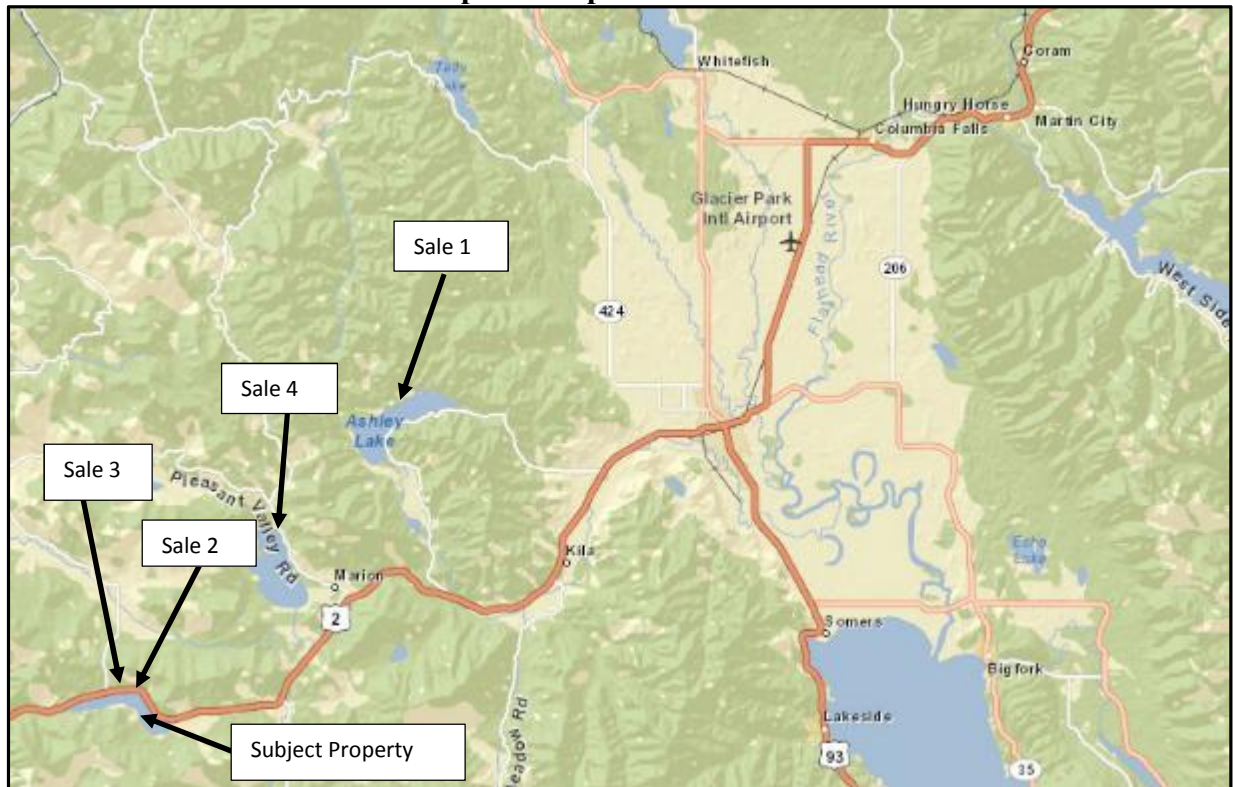 Whitefish
Coram
Hungry Horse
Martin City
Columbia Falls
Glacier Park
Intl Airport
Flathead River
206
West Side
424
Sale 1
Sale 4
Ashley
Lake
Sale 3
Pleasant Valley Rd
Sale 2
Kila
Marion
2
Echo
Lake
Somers
Bigfork
Subject Property
Lakeside
93
35